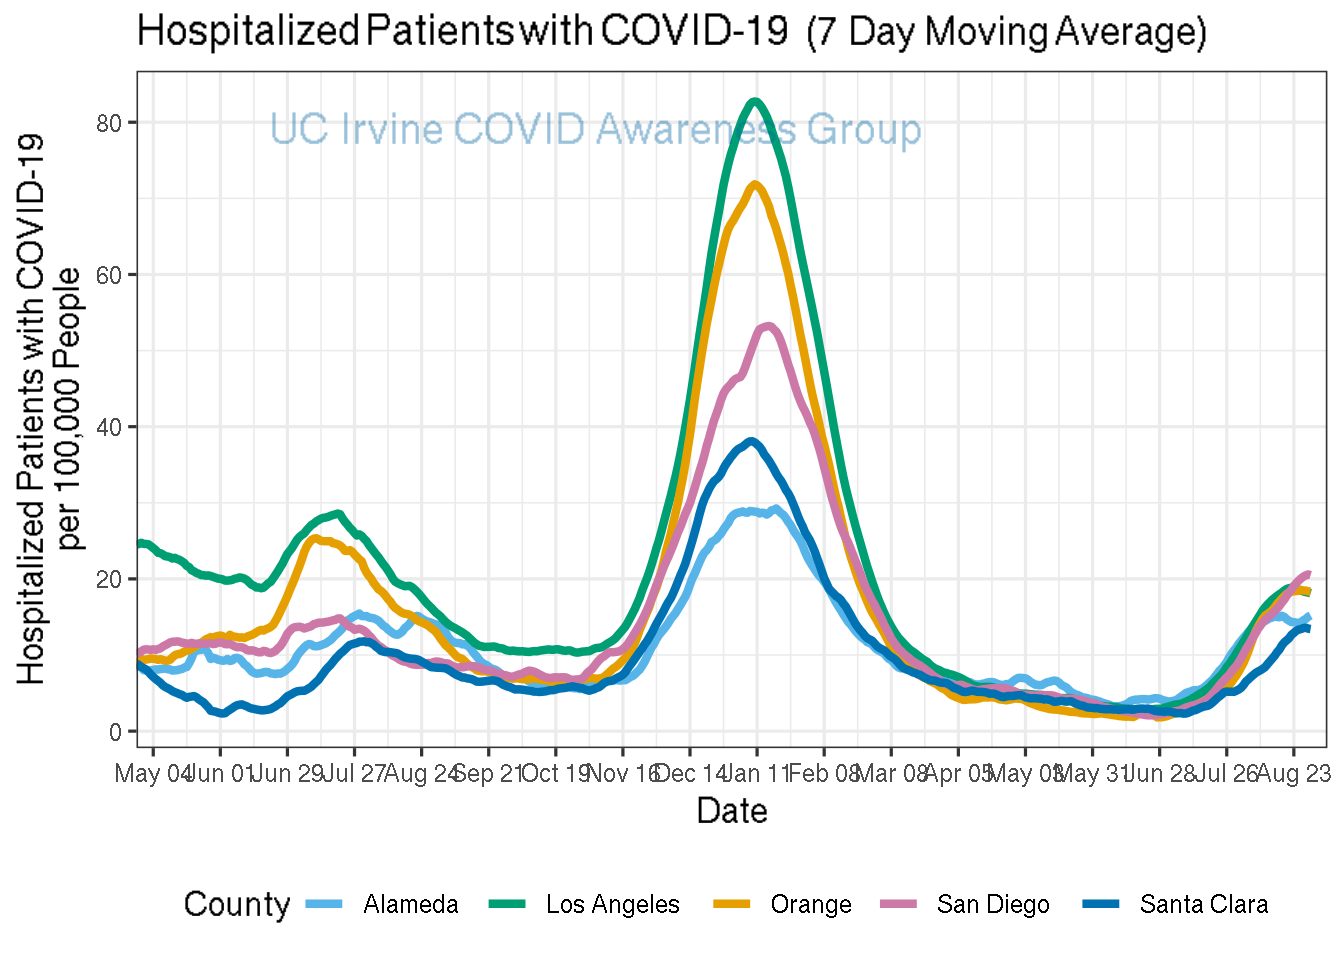 Hospitalized Patients with COVID-19 (7 Day Moving Average)
UC Irvine COVID Awareness Group
Hospitalized Patients with COVID-19
per 100,000 People
80
60
40
20
0
May 04 Jun 01 Jun 29 Jul 27 Aug 24 Sep 21 Oct 19 Nov 16 Dec 14 Jan 11 Feb 08 Mar 08 Apr 05 May 03 May 31 Jun 28 Jul 26 Aug 23
Date
County Alameda Los Angeles Orange San Diego Santa Clara